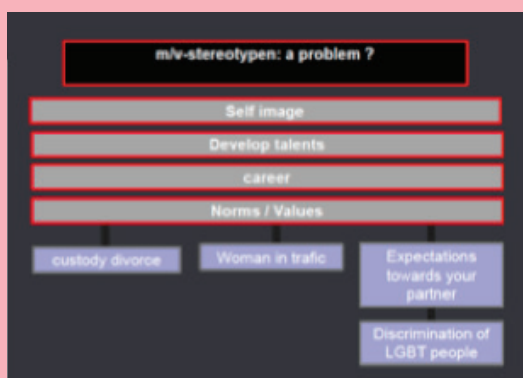 m/v-stereotypen: a problem ?
Self image
Develop talents
career
Norms / Values
custody divorce
Woman in trafic
Expectations
towards your
partner
Discrimination of
LGBT people